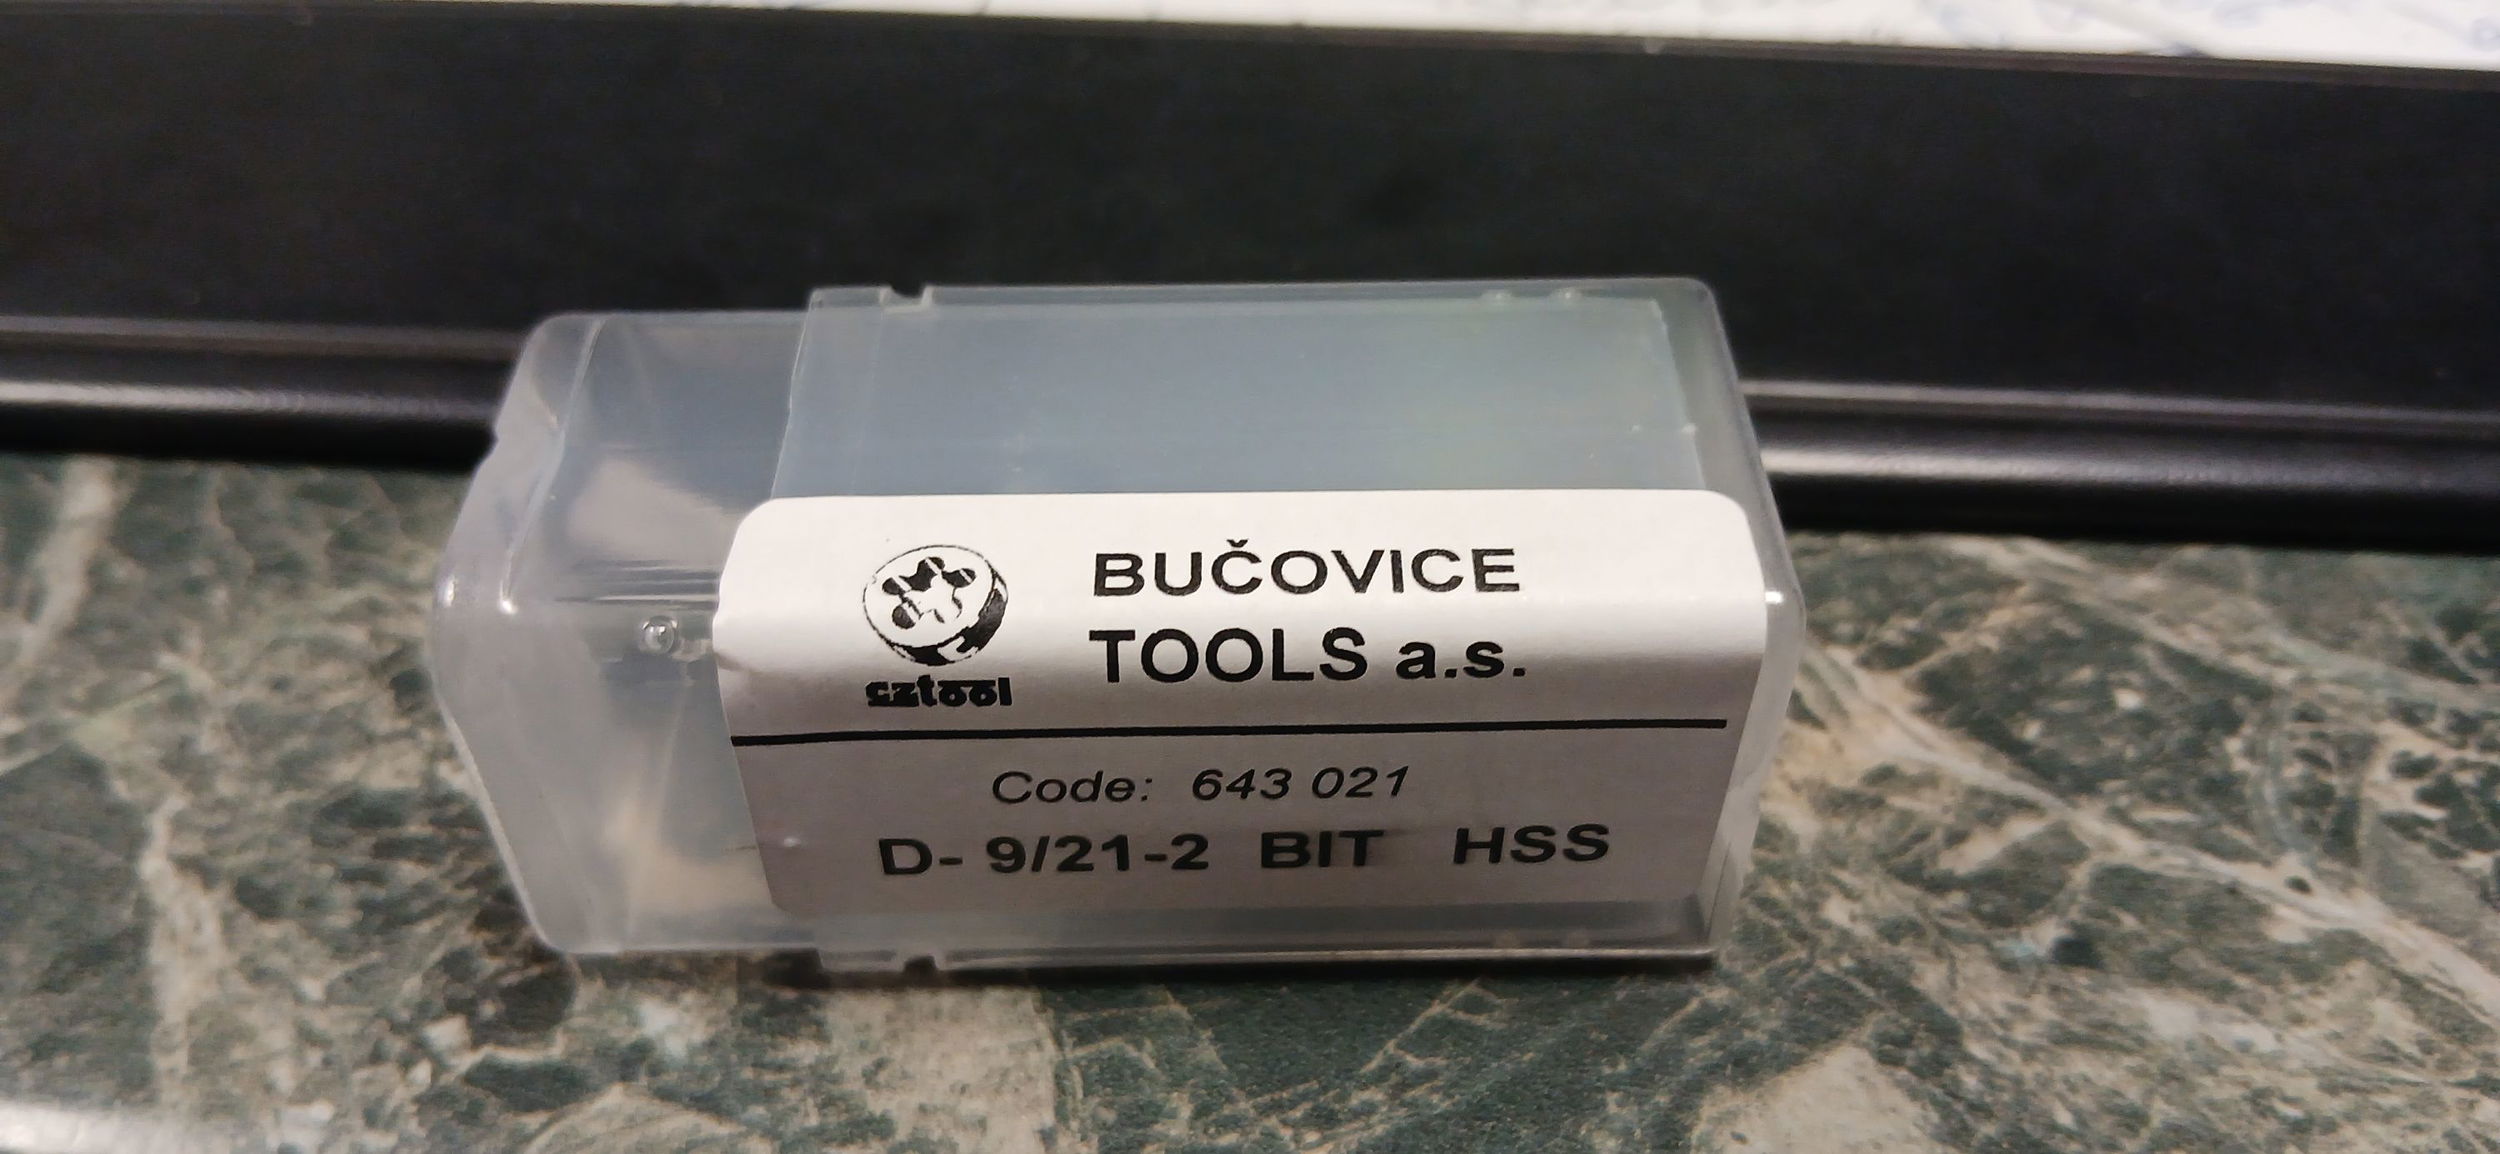 BUČOVICE
TOOLS a.s.
cztool
Code: 643 021
D- 9/21-2 BIT HSS